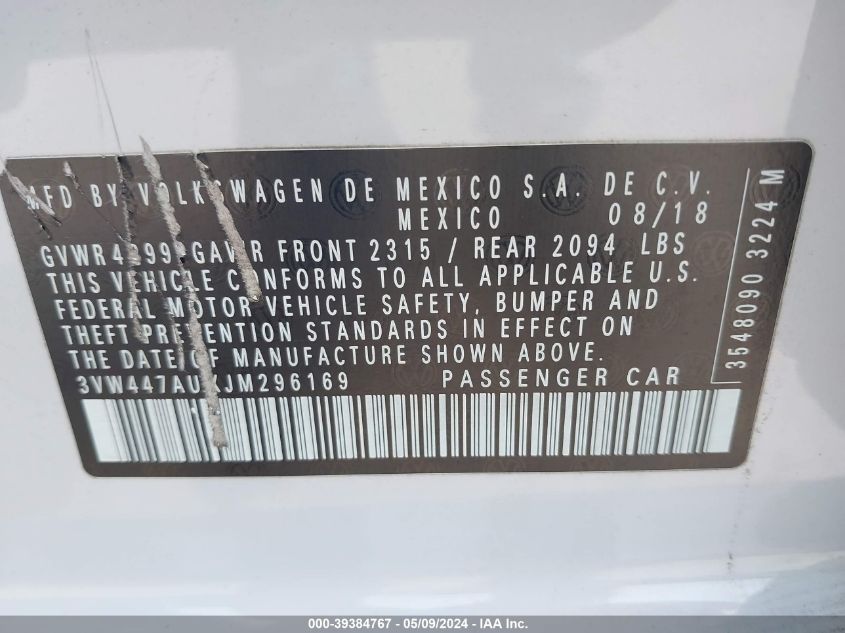 MFD BY VOLKSWAGEN DE MEXICO S.A. DE C.V.
MEXICO 08/18
FRONT 2315 / REAR 2094 LBS
THIS VEHICLE CONFORMS TO ALL APPLICABLE U.S.
FEDERAL MOTOR VEHICLE SAFETY, BUMPER AND
THEFT PREVENTION STANDARDS IN EFFECT ON
THE DATE OF MANUFACTURE SHOWN ABOVE.
PASSENGER CAR
3548090 3224 M
000-39384767 - 05/09/2024 - IAA Inc.